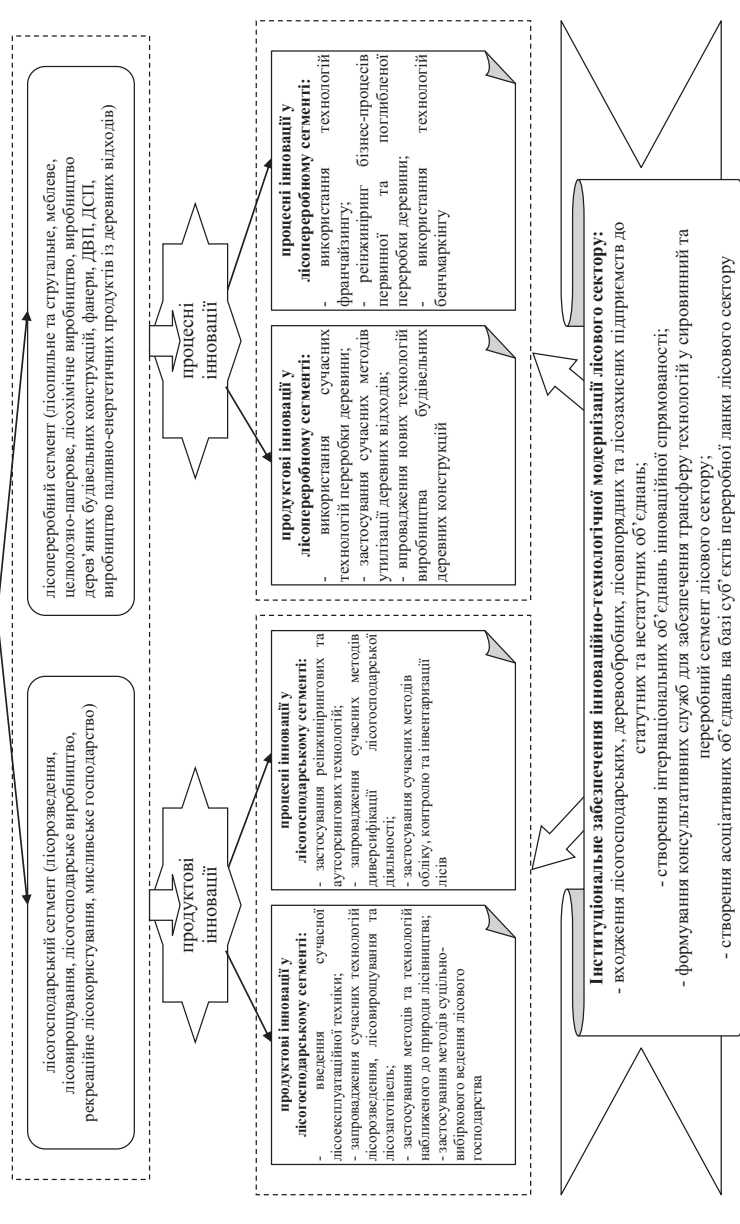 лісогосподарський сегмент (лісорозведення,
лісовирощування, лісогосподарське виробництво,
рекреаційне лісокористування, мисливське господарство)
лісопереробний сегмент (лісопильне та стругальне, меблеве,
целюлозно-паперове, лісохімічне виробництво, виробництво
дерев’яних будівельних конструкцій, фанери, ДВП, ДСП,
виробництво паливно-енергетичних продуктів із деревних відходів)
продуктові
інновації
процесні
інновації
продуктові інновації у
лісогосподарському сегменті:
- введення сучасної
лісоексплуатаційної техніки;
- запровадження сучасних технологій
лісорозведення, лісовирощування та
лісозаготівель;
- застосування методів та технологій
наближеного до природи лісівництва;
- застосування методів суцільно-
вибіркового ведення лісового
господарства
процесні інновації у
лісогосподарському сегменті:
- застосування реінжинірингових та
аутсорсингових технологій;
- запровадження сучасних методів
диверсифікації лісогосподарської
діяльності;
- застосування сучасних методів
обліку, контролю та інвентаризації
лісів
продуктові інновації у
лісопереробному сегменті:
- використання сучасних
технологій переробки деревини;
- застосування сучасних методів
утилізації деревних відходів;
- впровадження нових технологій
виробництва будівельних
деревних конструкцій
процесні інновації у
лісопереробному сегменті:
- використання технологій
франчайзингу;
- реінжиніринг бізнес-процесів
первинної та поглибленої
переробки деревини;
- використання технологій
бенчмаркінгу
Інституціональне забезпечення інноваційно-технологічної модернізації лісового сектору:
- входження лісогосподарських, деревообробних, лісовпорядних та лісозахисних підприємств до
статутних та нестатутних об’єднань;
- створення інтернаціональних об’єднань інноваційної спрямованості;
- формування консультативних служб для забезпечення трансферу технологій у сировинний та
переробний сегмент лісового сектору;
- створення асоціативних об’єднань на базі суб’єктів переробної ланки лісового сектору